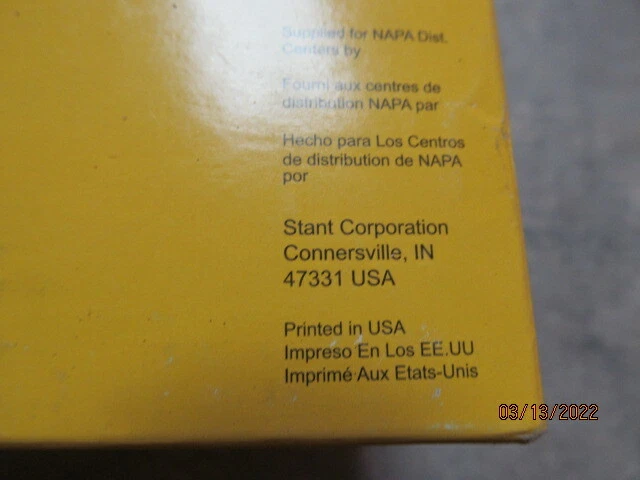 Supplied for NAPA Dist.
Centers by
Fourni aux centres de
distribution NAPA par
Hecho para Los Centros
de distribution de NAPA
por
Stant Corporation
Connersville, IN
47331 USA
Printed in USA
Impreso En Los EE.UU
Imprimé Aux Etats-Unis
03/13/2022